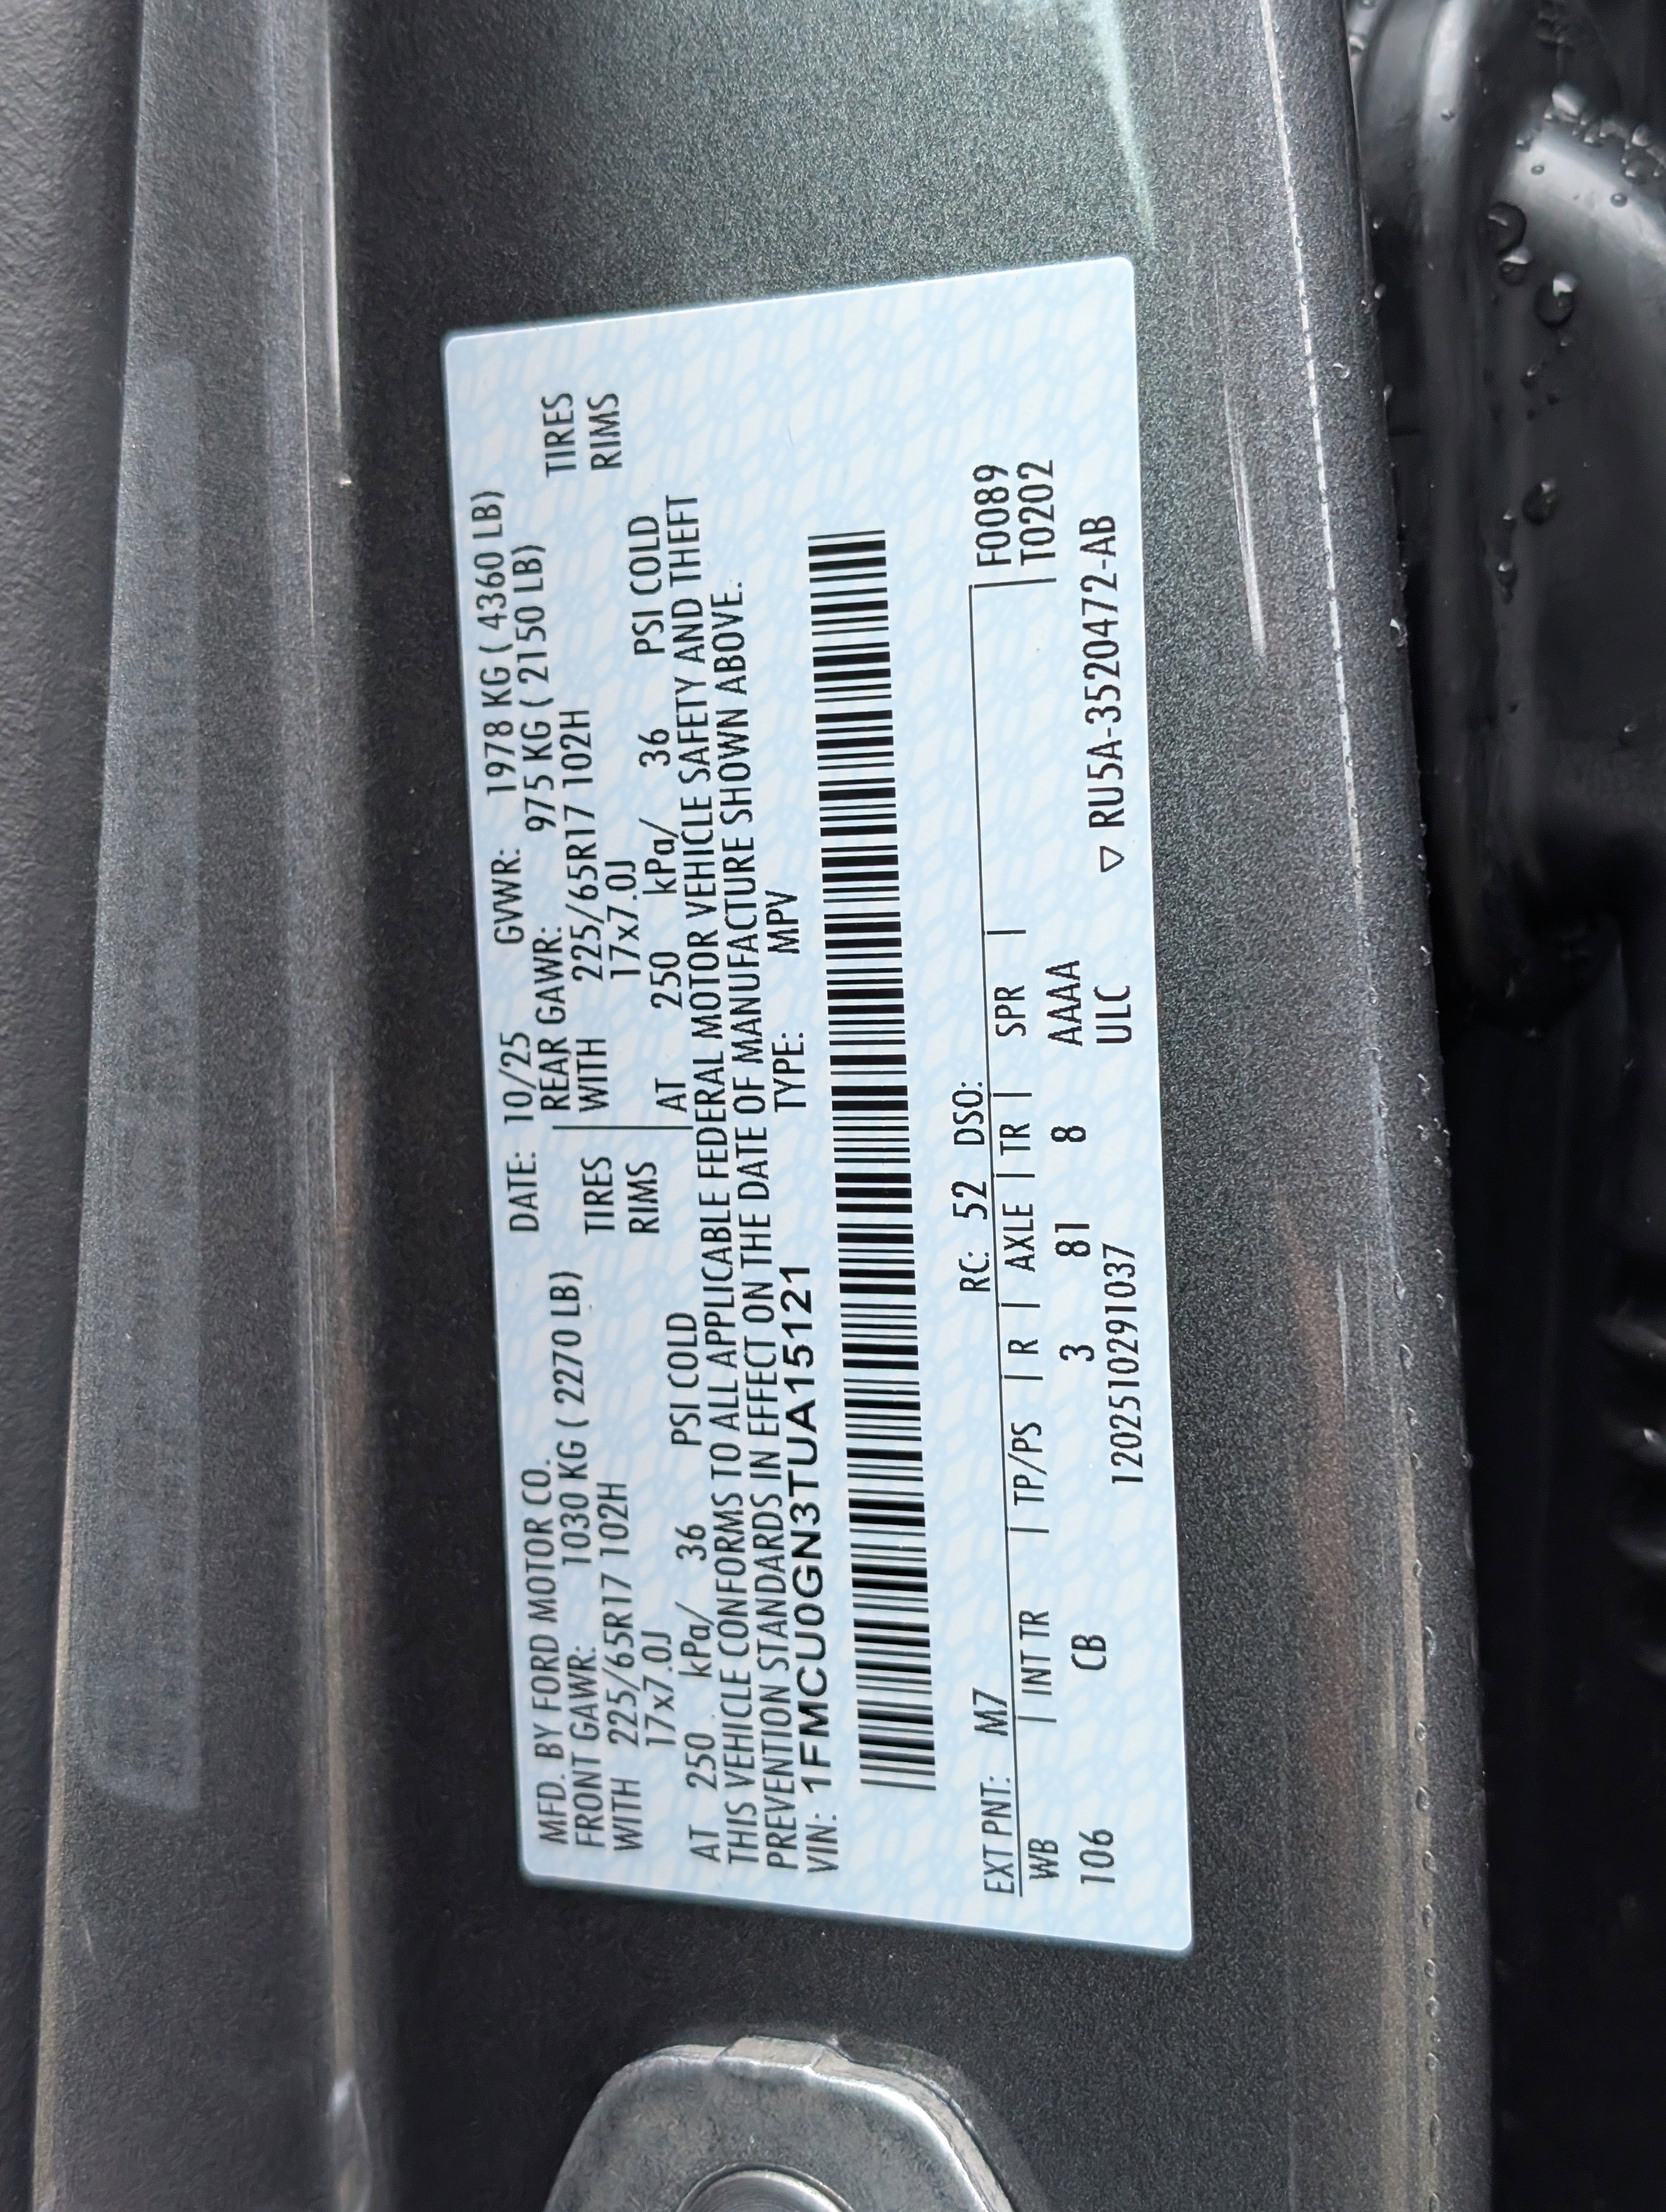 MFD. BY FORD MOTOR CO. DATE: 10/25 GVWR: 1978 KG ( 4360 LB)
FRONT GAWR: 1030 KG ( 2270 LB) REAR GAWR: 975 KG ( 2150 LB)
WITH 225/65R17 102H TIRES WITH 225/65R17 102H TIRES
17x7.0J RIMS 17x7.0J RIMS
AT 250 kPa/ 36 PSI COLD AT 250 kPa/ 36 PSI COLD
THIS VEHICLE CONFORMS TO ALL APPLICABLE FEDERAL MOTOR VEHICLE SAFETY AND THEFT
PREVENTION STANDARDS IN EFFECT ON THE DATE OF MANUFACTURE SHOWN ABOVE.
VIN: 1FMCU0GN3TUA15121 TYPE: MPV
EXT PNT: M7 RC: 52 DSO: F0089
WB | INT TR | TP/PS | R | AXLE | TR | SPR | T0202
106 CB 3 81 8 AAAA
1202510291037 ULC ▽ RU5A-3520472-AB